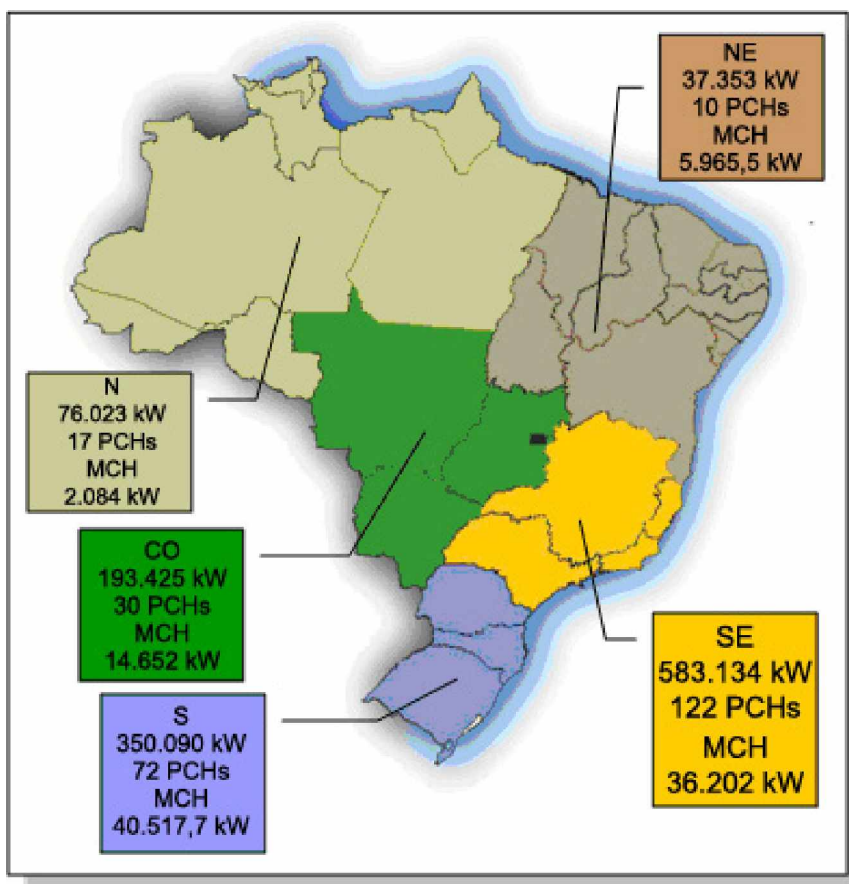 NE
37.353 kW
10 PCHs
MCH
5.965,5 kW
N
76.023 kW
17 PCHs
MCH
2.084 kW
CO
193.425 kW
30 PCHs
MCH
14.652 kW
SE
583.134 kW
122 PCHs
MCH
36.202 kW
S
350.090 kW
72 PCHs
MCH
40.517,7 kW